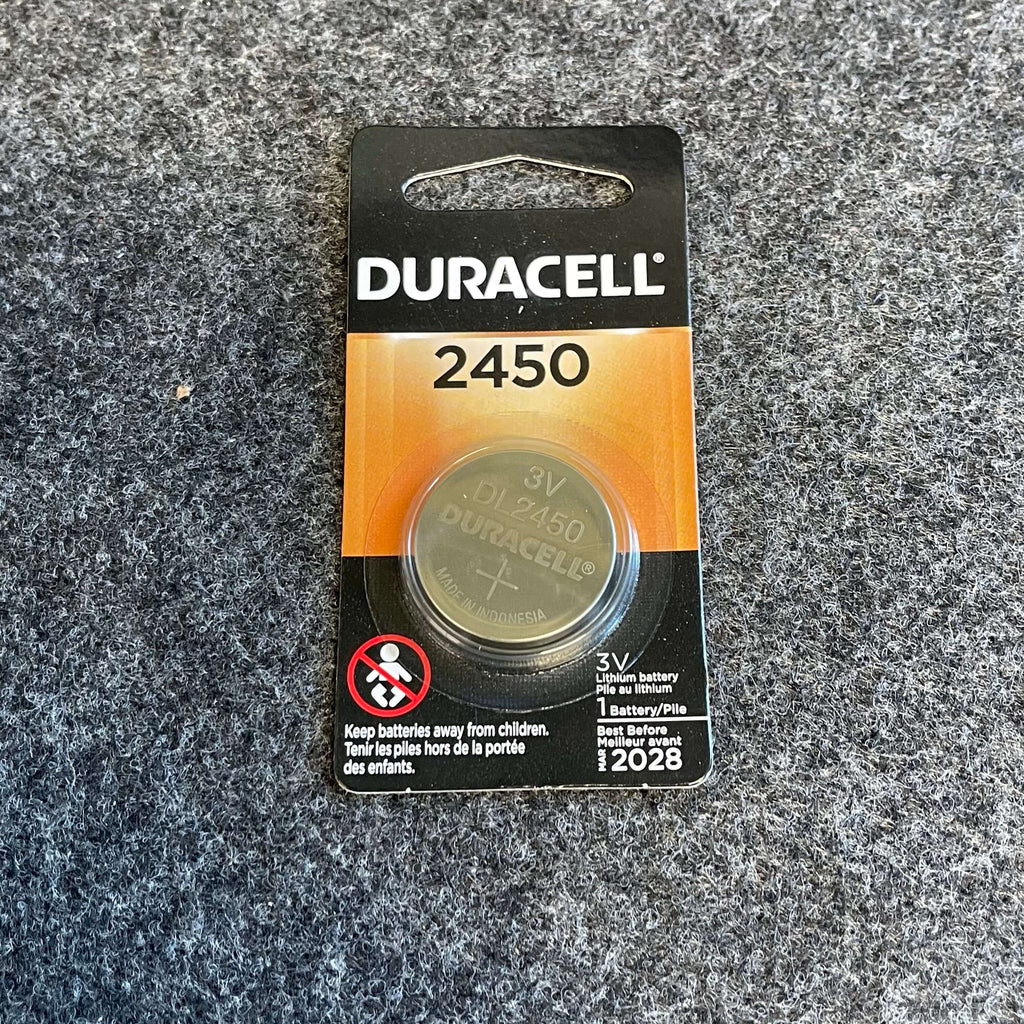 DURACELL®
2450
3V
DL2450
DURACELL®
+
MADE IN INDONESIA
Keep batteries away from children.
Tenir les piles hors de la portée
des enfants.
3V
Lithium battery
Pile au lithium
1 Battery/Pile
Best Before
Meilleur avant
MAR 2028